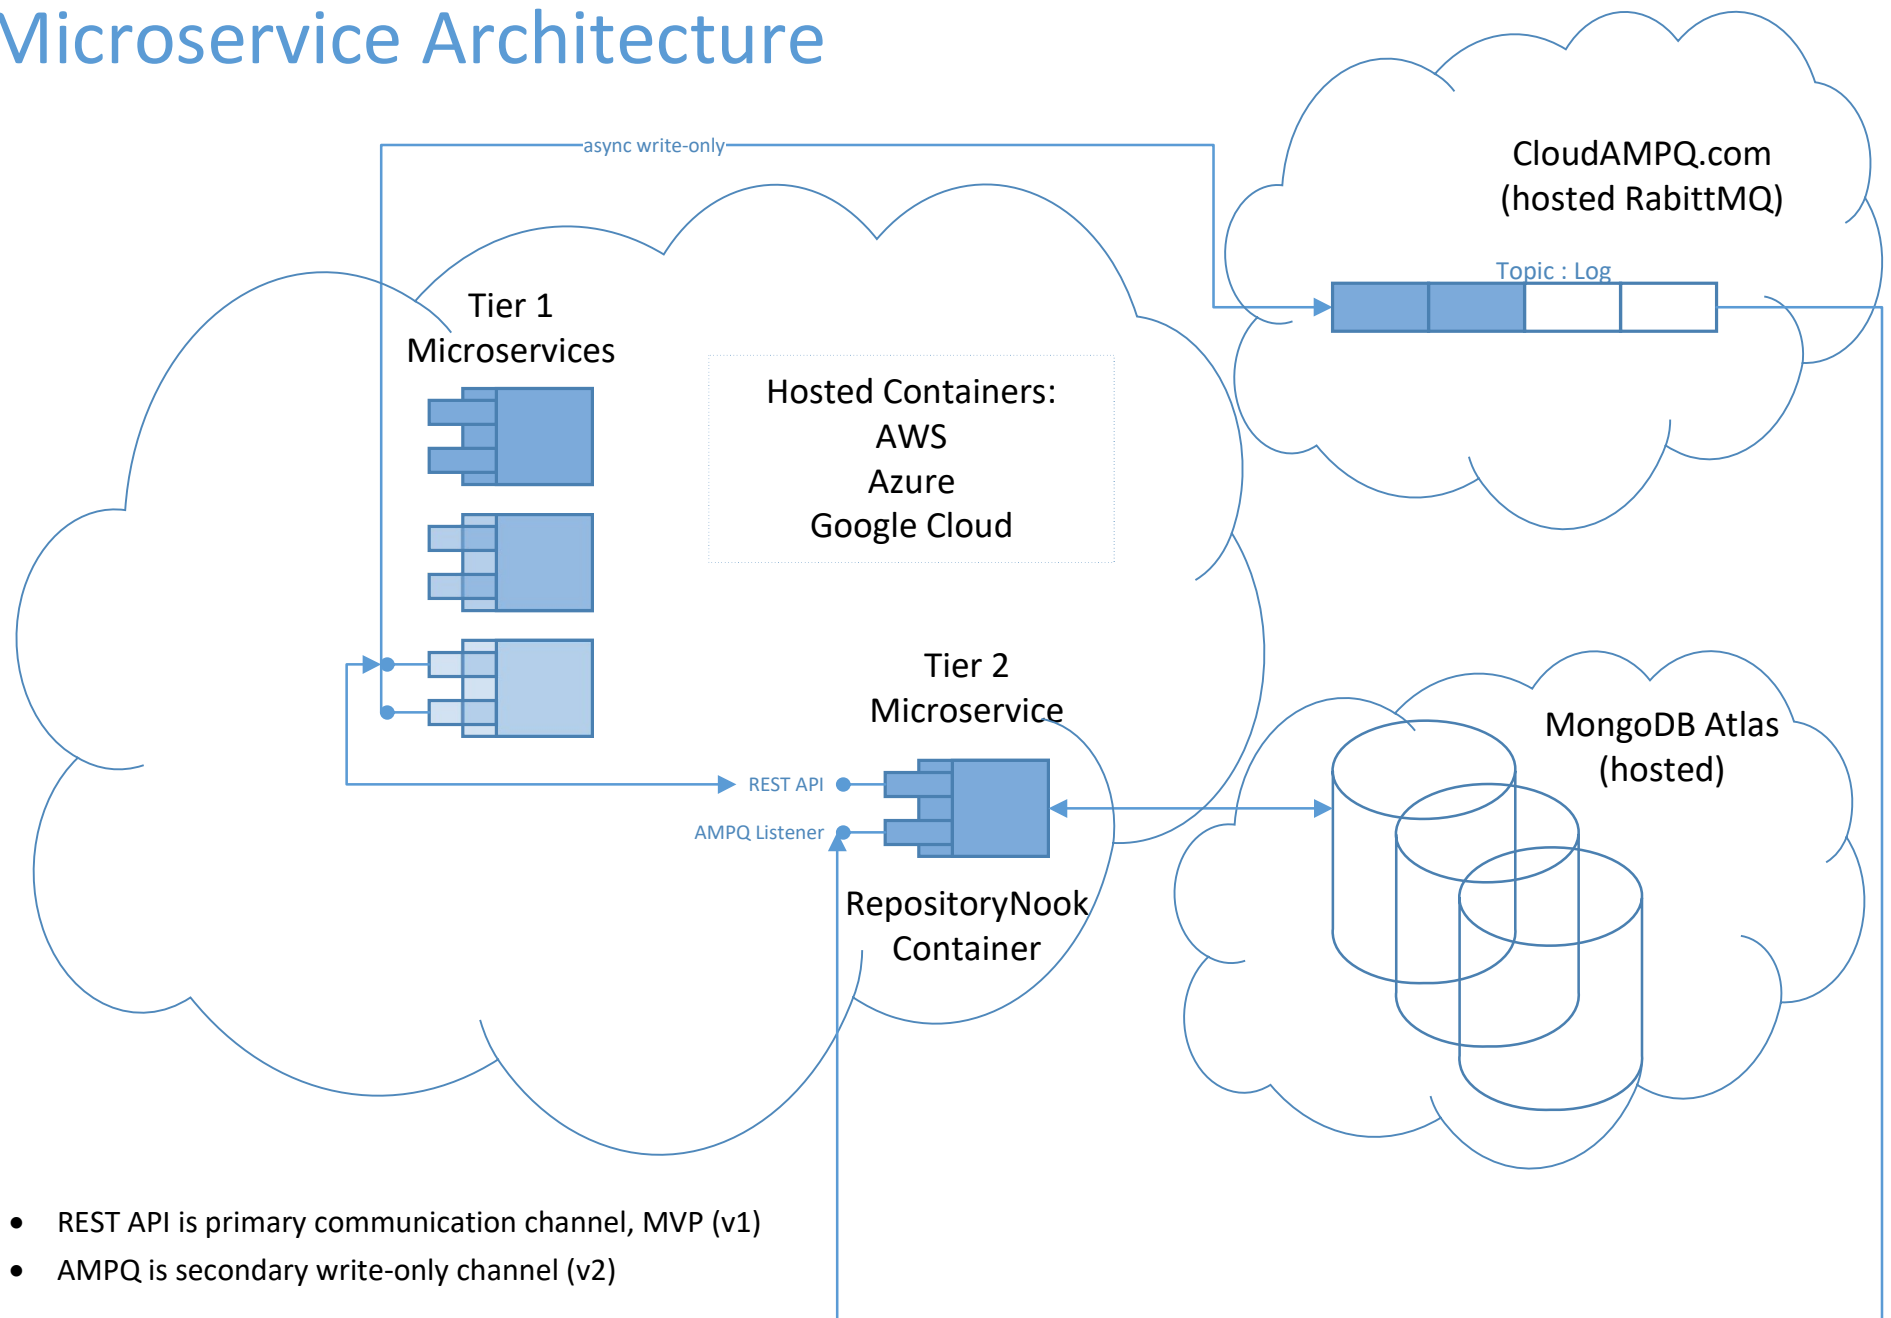 Microservice Architecture
async write-only
CloudAMPQ.com
(hosted RabittMQ)
Topic : Log
Tier 1
Microservices
Hosted Containers:
AWS
Azure
Google Cloud
Tier 2
Microservice
REST API
AMPQ Listener
RepositoryNook
Container
MongoDB Atlas
(hosted)
• REST API is primary communication channel, MVP (v1)
• AMPQ is secondary write-only channel (v2)